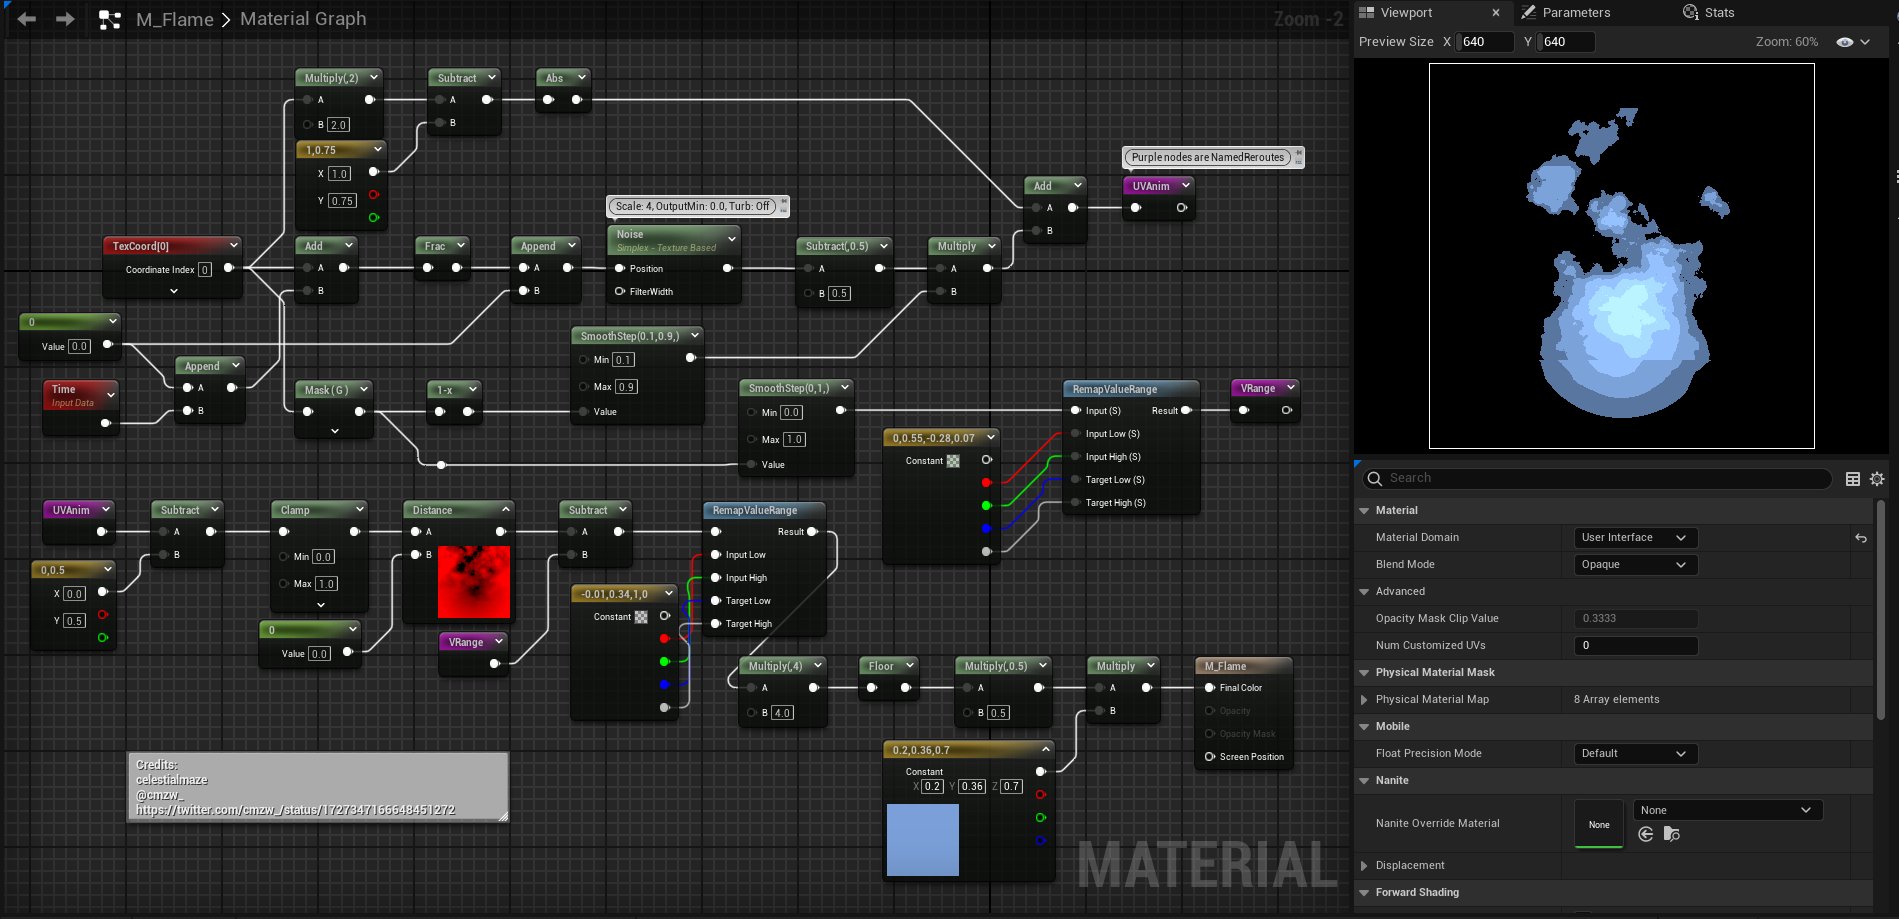 M_Flame > Material Graph
Zoom -2
Viewport
Parameters
Stats
Preview Size X 640 Y 640
Zoom: 60%
Multiply(,2)
A
B 2.0
Subtract
A
B
Abs
1,0.75
X 1.0
Y 0.75
Purple nodes are NamedReroutes
Add
A
B
UVAnim
Scale: 4, OutputMin: 0.0, Turb: Off
TexCoord[0]
Coordinate Index 0
Add
A
B
Frac
Append
A
B
Noise
Simplex - Texture Based
Position
FilterWidth
Subtract(,0.5)
A
B 0.5
Multiply
A
B
0
Value 0.0
Append
A
B
Time
Input Data
Mask ( G )
1-x
SmoothStep(0.1,0.9,)
Min 0.1
Max 0.9
Value
SmoothStep(0,1,)
Min 0.0
Max 1.0
Value
0,0.55,-0.28,0.07
Constant
RemapValueRange
Input (S) Result
Input Low (S)
Input High (S)
Target Low (S)
Target High (S)
VRange
UVAnim
Subtract
A
B
0,0.5
X 0.0
Y 0.5
Clamp
Min 0.0
Max 1.0
0
Value 0.0
Distance
A
B
VRange
Subtract
A
B
-0.01,0.34,1,0
Constant
RemapValueRange
Result
Input Low
Input High
Target Low
Target High
Multiply(,4)
A
B 4.0
Floor
Multiply(,0.5)
A
B 0.5
Multiply
A
B
0.2,0.36,0.7
Constant
X 0.2 Y 0.36 Z 0.7
M_Flame
Final Color
Opacity
Opacity Mask
Screen Position
Credits:
celestialmaze
@cmzw_
https://twitter.com/cmzw_/status/1727347166648451272
MATERIAL
Search
Material
Material Domain User Interface
Blend Mode Opaque
Advanced
Opacity Mask Clip Value 0.3333
Num Customized UVs 0
Physical Material Mask
Physical Material Map 8 Array elements
Mobile
Float Precision Mode Default
Nanite
Nanite Override Material None None
Displacement
Forward Shading